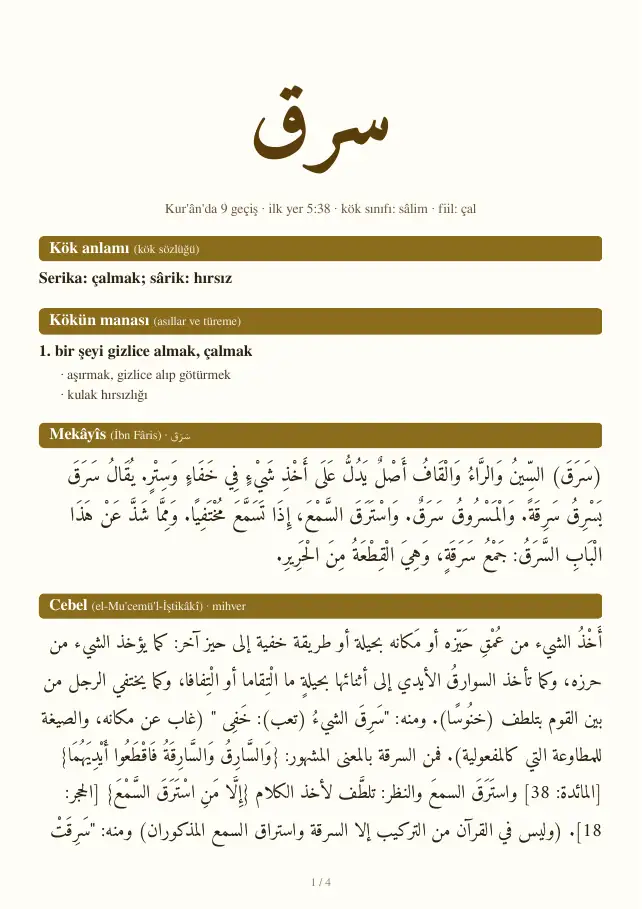 سرق
Kur'ân'da 9 geçiş · ilk yer 5:38 · kök sınıfı: sâlim · fiil: çal
Kök anlamı (kök sözlüğü)
Serika: çalmak; sârik: hırsız
Kökün manası (asıllar ve türeme)
1. bir şeyi gizlice almak, çalmak
· aşırmak, gizlice alıp götürmek
· kulak hırsızlığı
Mekâyîs (İbn Fâris) · سَرَقَ
(سَرَقَ) السِّينُ وَالرَّاءُ وَالْقَافُ أَصْلٌ يَدُلُّ عَلَى أَخْذِ شَيْءٍ فِي خَفَاءٍ وَسِتْرٍ. يُقَالُ سَرَقَ
يَسْرِقُ سَرِقَةً. وَالْمَسْرُوقُ سَرَقٌ. وَاسْتَرَقَ السَّمْعَ، إِذَا تَسَمَّعَ مُخْتَفِيًا. وَمِمَّا شَذَّ عَنْ هَذَا
الْبَابِ السَّرَقُ: جَمْعُ سَرَقَةٍ، وَهِيَ الْقِطْعَةُ مِنَ الْحَرِيرِ.
Cebel (el-Mu'cemü'l-İştikâkî) · mihver
أَخْذُ الشيء من عُمْقِ حَيّزه أو مَكانه بحيلة أو طريقة خفية إلى حيز آخر: كما يؤخذ الشيء من
حرزه، وكما تأخذ السوارقُ الأيدي إلى أثنائها بحيلةٍ ما الْتِقاما أو الْتِفافا، وكما يختفي الرجل من
بين القوم بتلطف (خنُوسًا). ومنه: "سَرِقَ الشيءُ (تعب): خَفِى " (غاب عن مكانه، والصيغة
للمطاوعة التي كالمفعولية). فمن السرقة بالمعنى المشهور: {وَالسَّارِقُ وَالسَّارِقَةُ فَاقْطَعُوا أَيْدِيَهُمَا}
[المائدة: 38] واستَرَقَ السمعَ والنظر: تلطَّف لأخذ الكلام {إِلَّا مَنِ اسْتَرَقَ السَّمْعَ} [الحجر:
18]. (وليس في القرآن من التركيب إلا السرقة واستراق السمع المذكوران) ومنه: "سَرِقَتْ
1 / 4